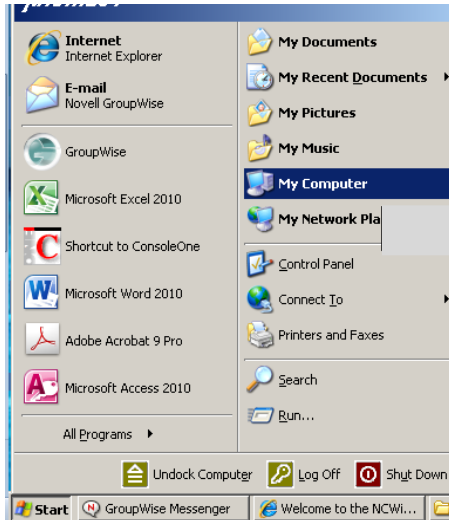 Internet
Internet Explorer
E-mail
Novell GroupWise
GroupWise
Microsoft Excel 2010
Shortcut to ConsoleOne
Microsoft Word 2010
Adobe Acrobat 9 Pro
Microsoft Access 2010
All Programs
My Documents
My Recent Documents
My Pictures
My Music
My Computer
My Network Pla
Control Panel
Connect To
Printers and Faxes
Search
Run...
Undock Computer Log Off Shut Down
Start GroupWise Messenger Welcome to the NCWi...